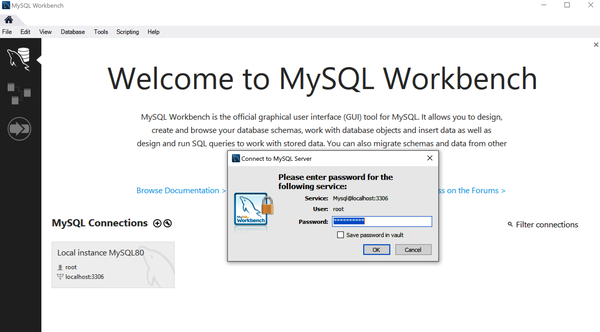 MySQL Workbench
File Edit View Database Tools Scripting Help
Welcome to MySQL Workbench
MySQL Workbench is the official graphical user interface (GUI) tool for MySQL. It allows you to design,
create and browse your database schemas, work with database objects and insert data as well as
design and run SQL queries to work with stored data. You can also migrate schemas and data from other
Connect to MySQL Server
Please enter password for the
following service:
Service: Mysql@localhost:3306
User: root
Password: **********
Save password in vault
OK Cancel
MySQL
Workbench
Browse Documentation >
ss on the Forums >
MySQL Connections
Filter connections
Local instance MySQL80
root
localhost:3306